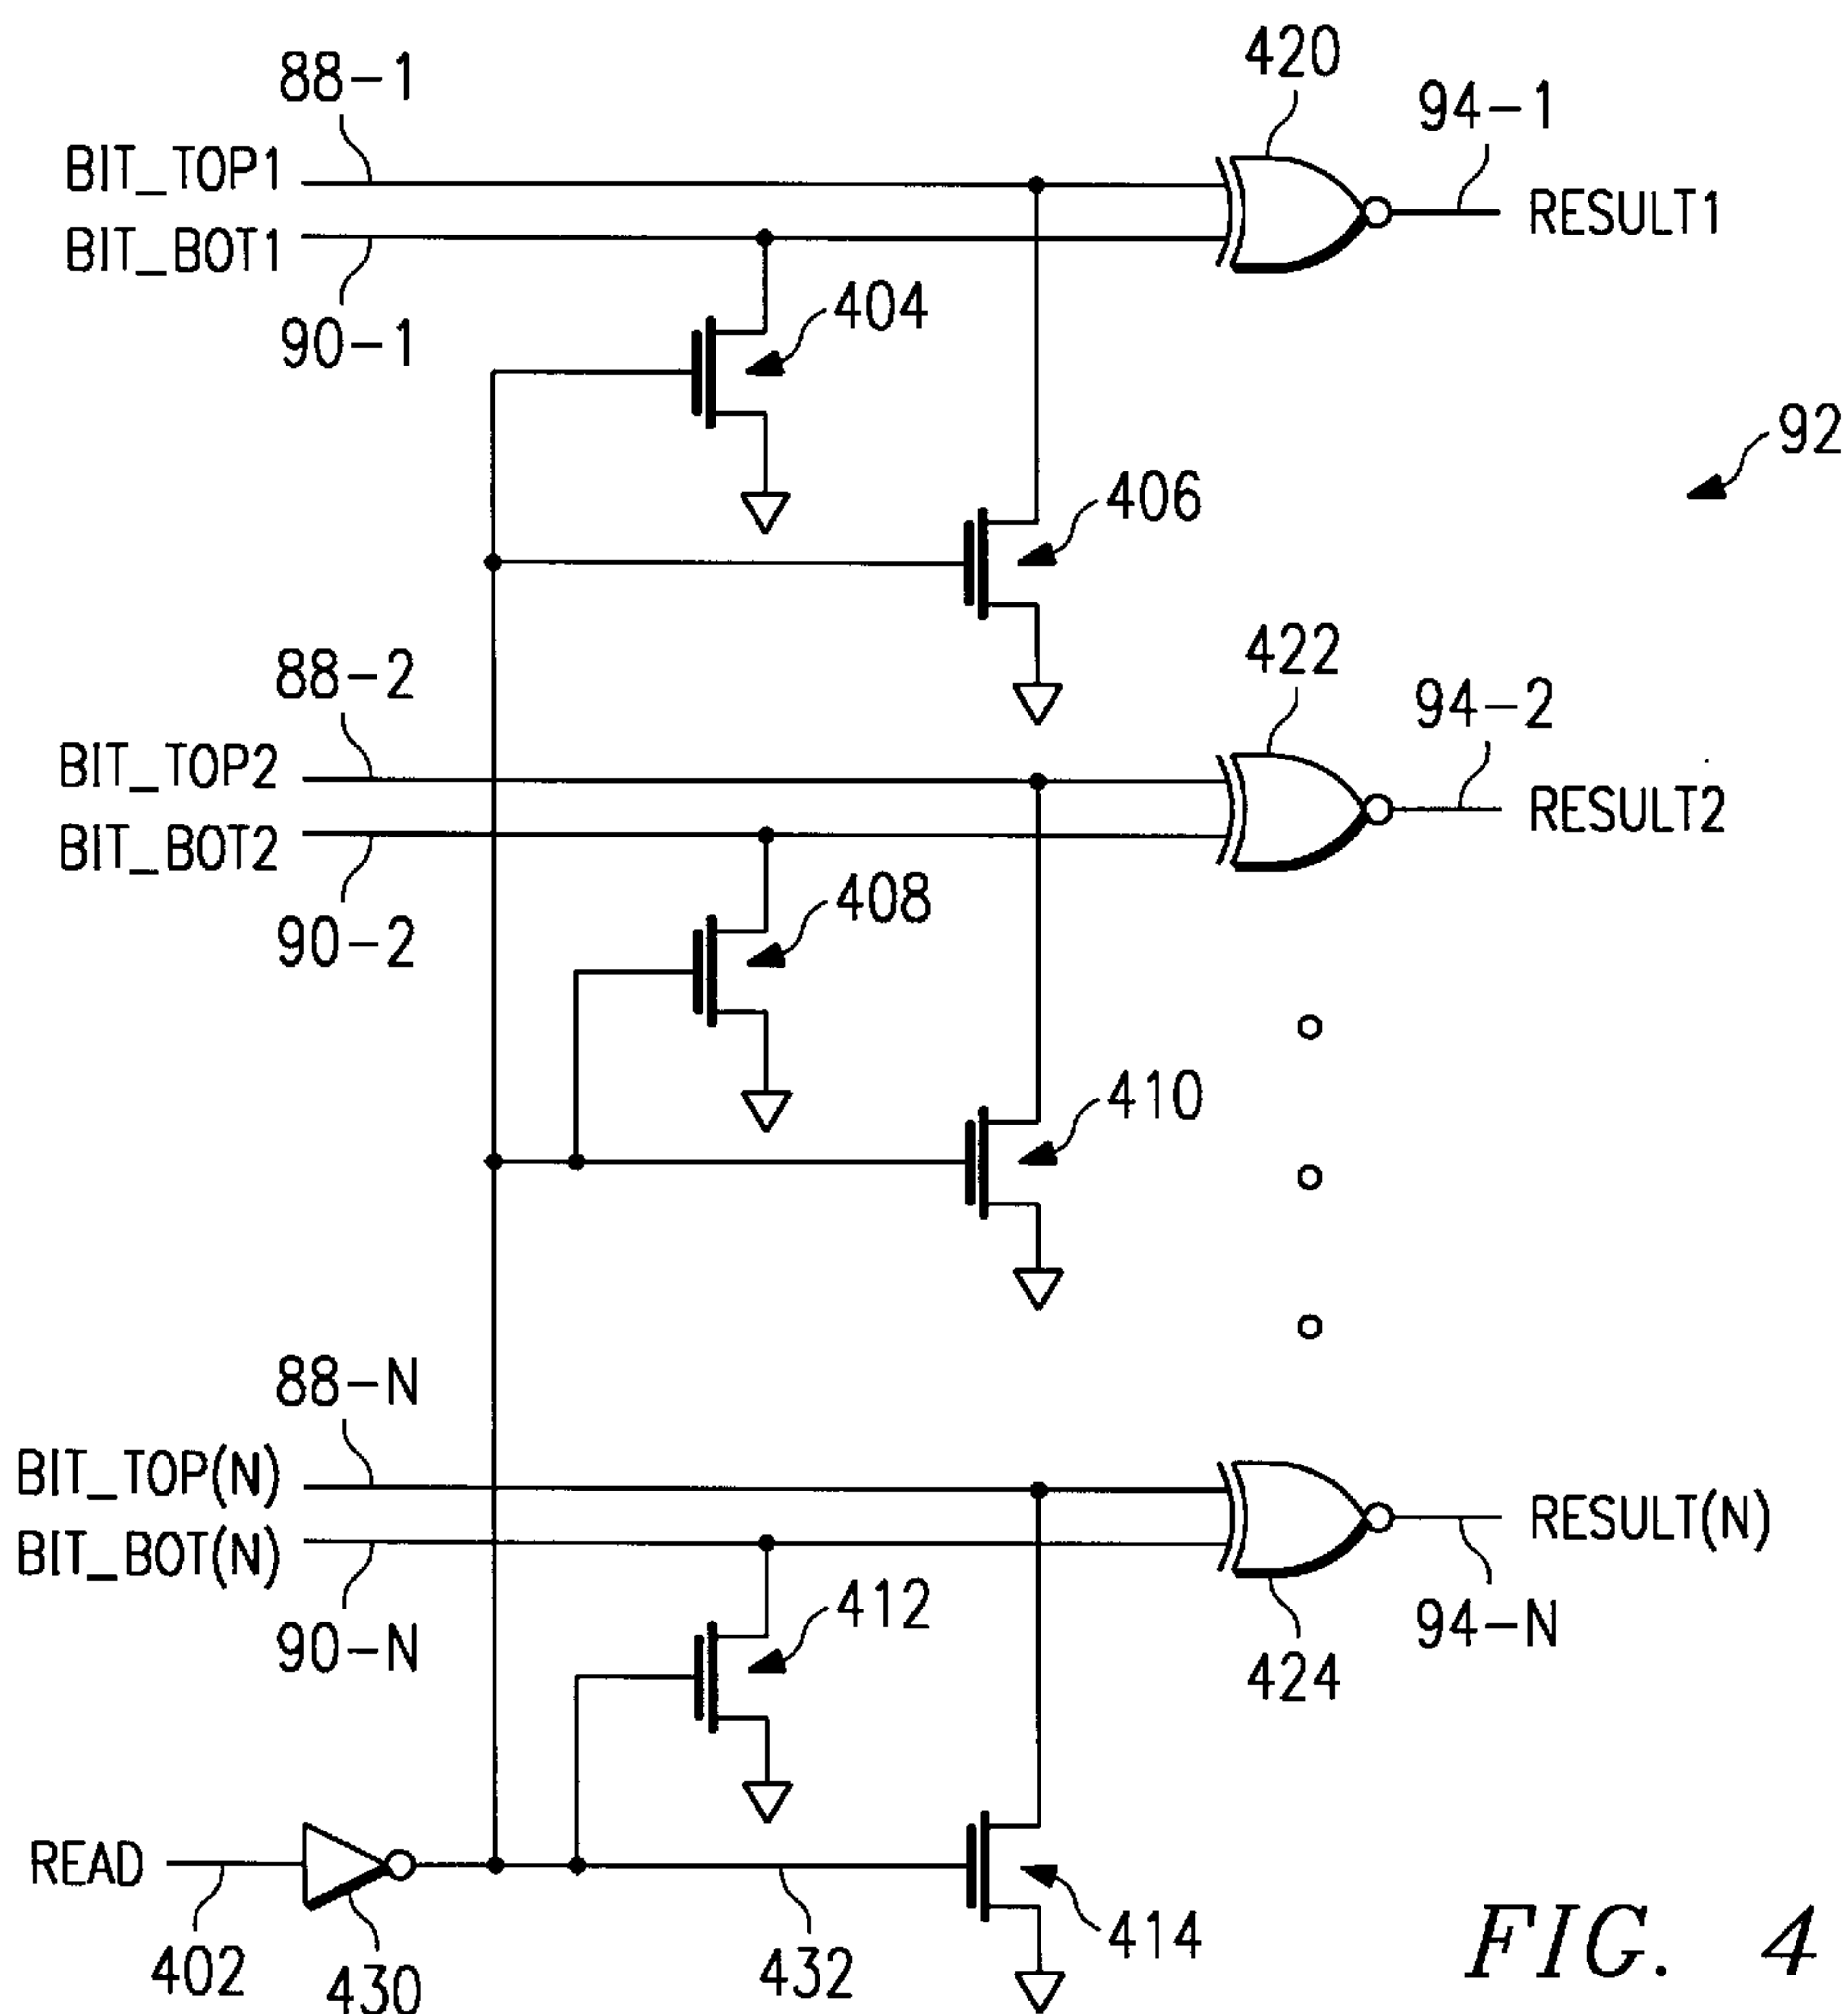 420
88-1
94-1
BIT_TOP1
RESULT1
BIT_BOT1
404
90-1
92
406
422
88-2
94-2
BIT_TOP2
RESULT2
BIT_BOT2
408
90-2
410
88-N
BIT_TOP(N)
RESULT(N)
BIT_BOT(N)
412
90-N
94-N
424
READ
414
402
430
432
FIG. 4